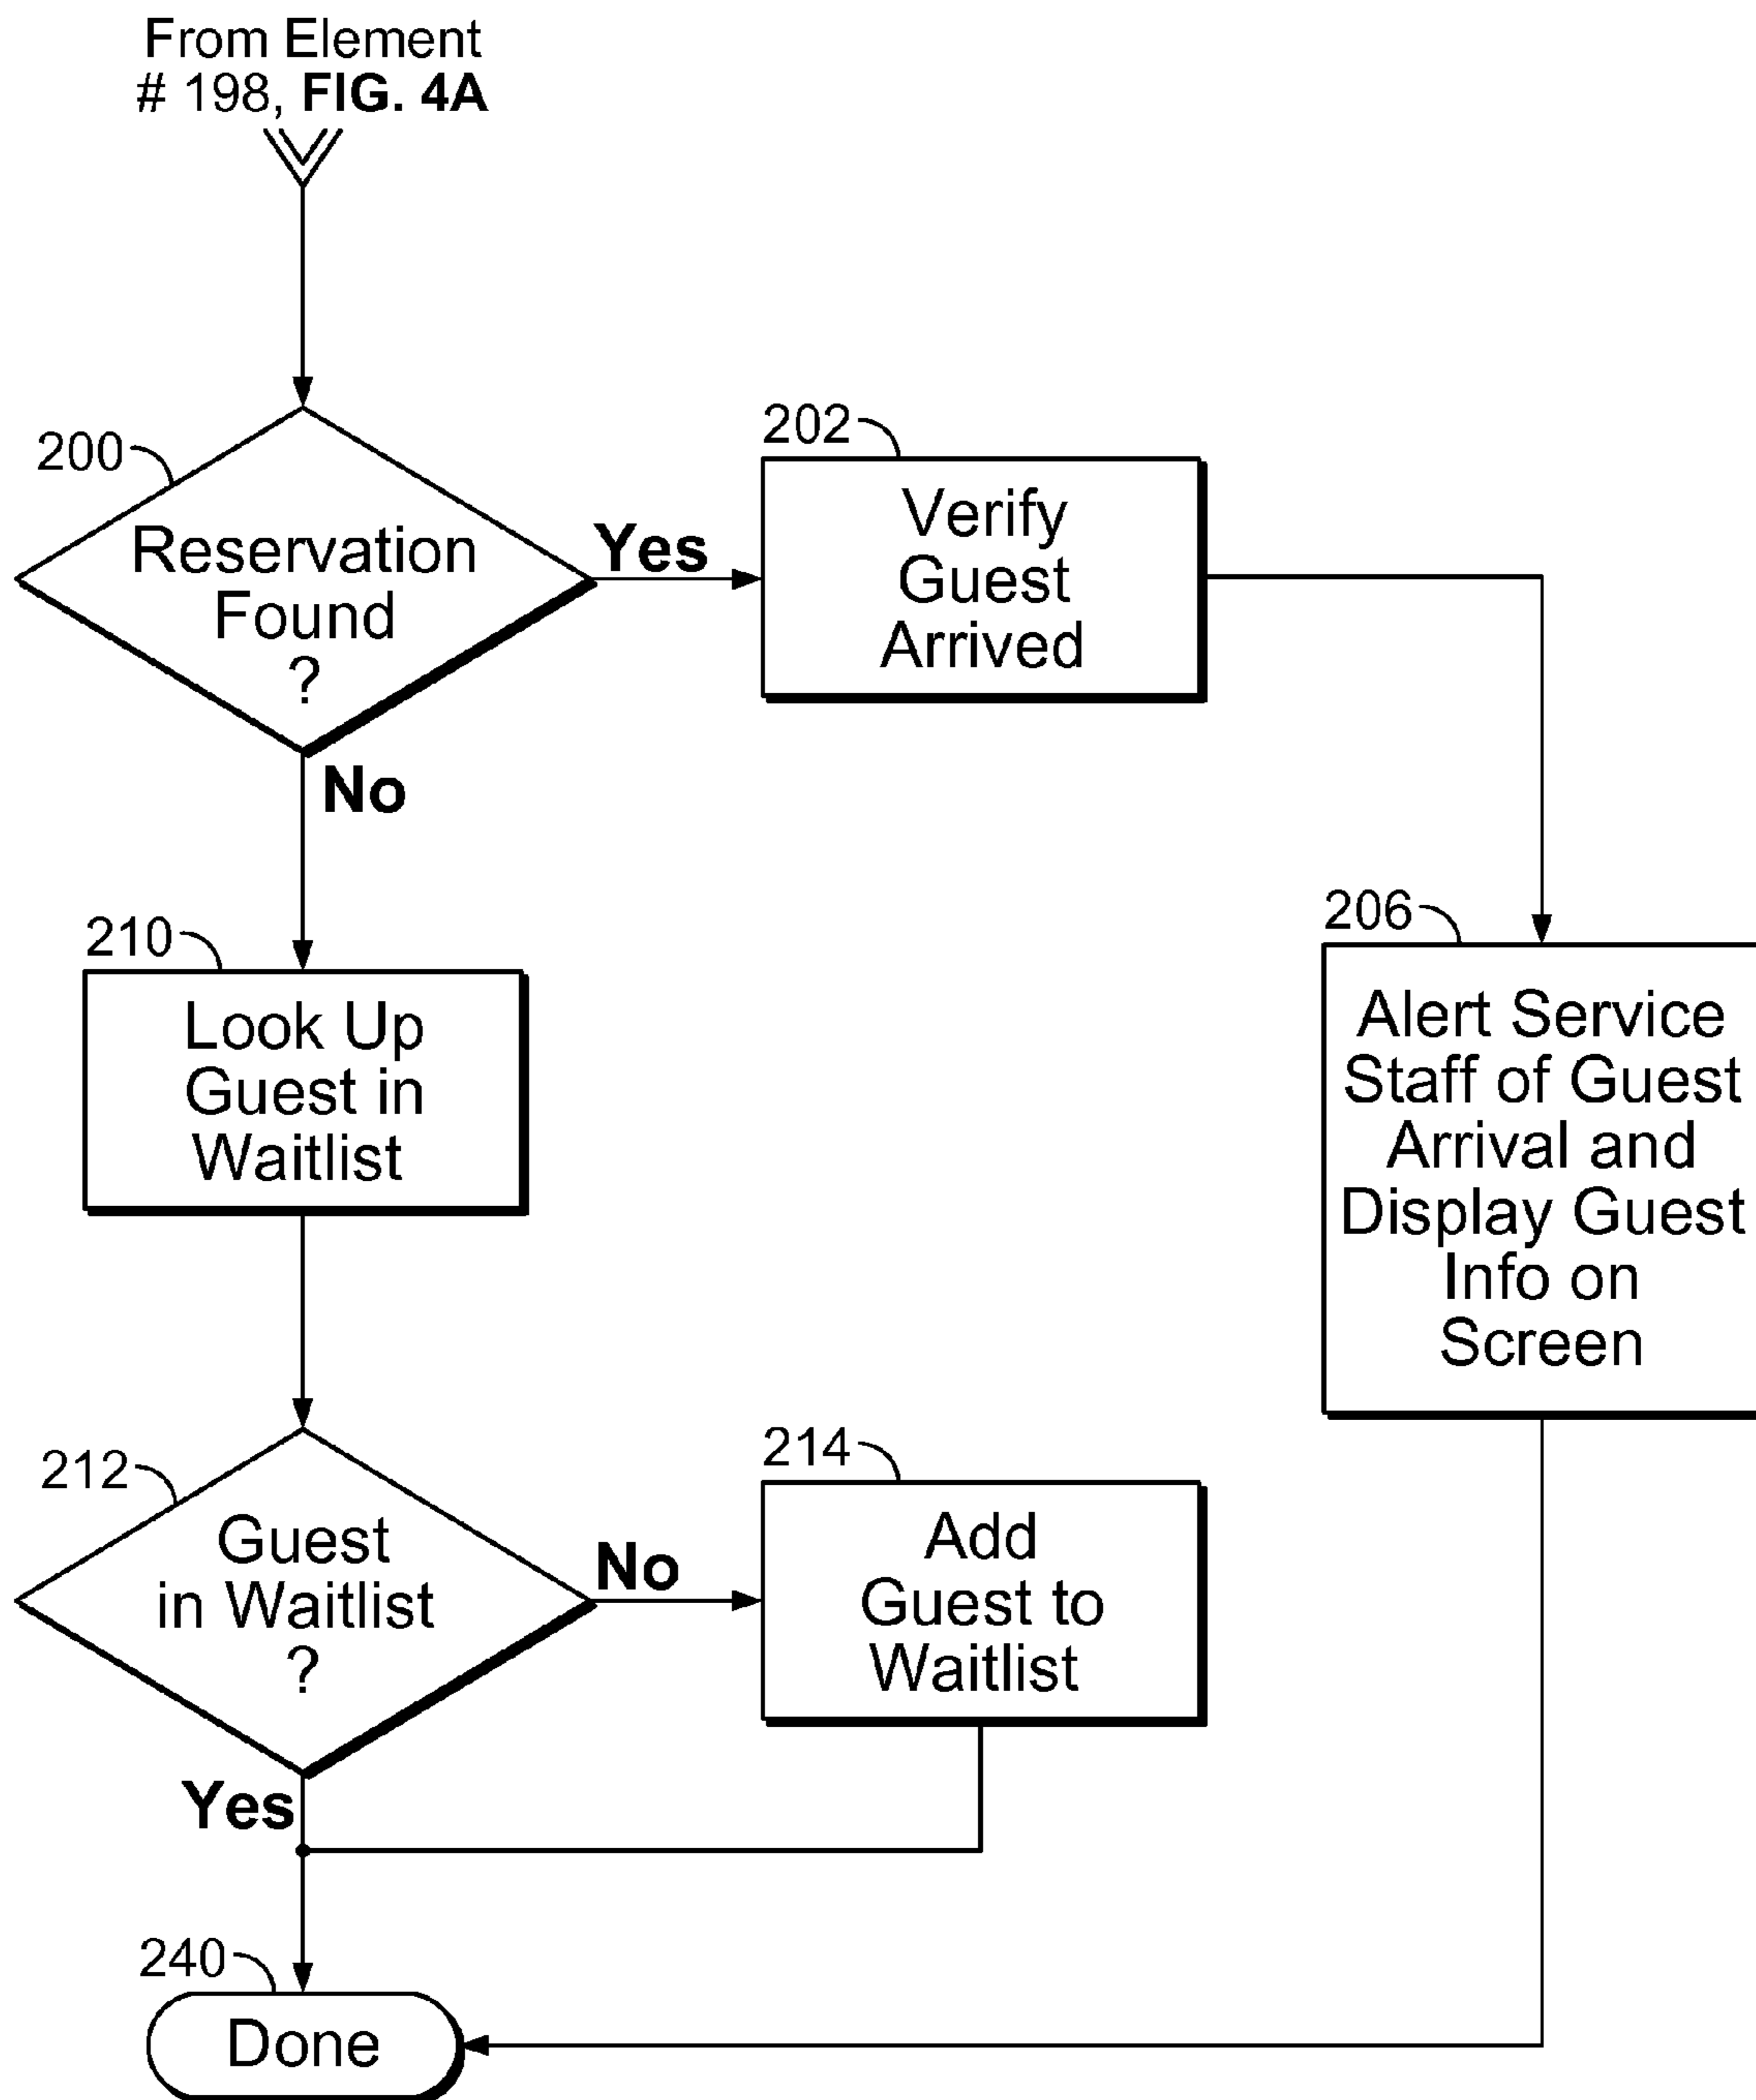 From Element
# 198, FIG. 4A
200
Reservation
Found
?
Yes
No
202
Verify
Guest
Arrived
206
Alert Service
Staff of Guest
Arrival and
Display Guest
Info on
Screen
210
Look Up
Guest in
Waitlist
212
Guest
in Waitlist
?
No
Yes
214
Add
Guest to
Waitlist
240
Done